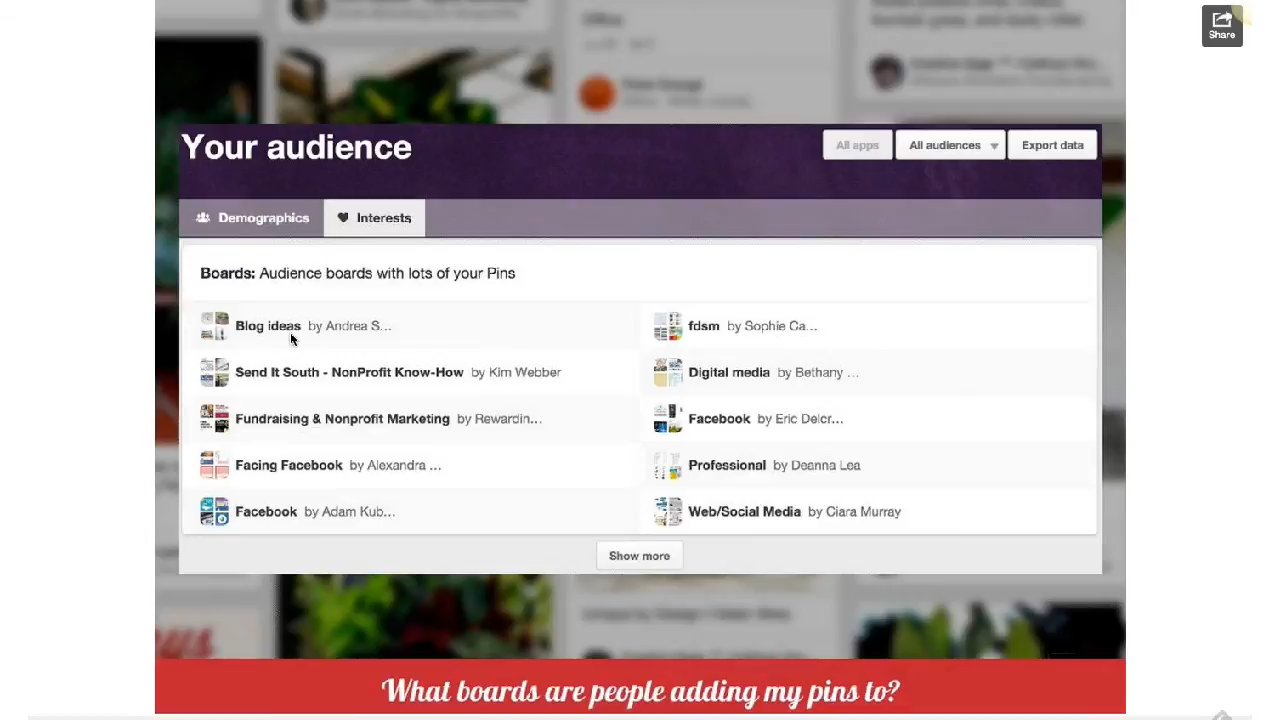 Share
Your audience
All apps
All audiences
Export data
Demographics
Interests
Boards: Audience boards with lots of your Pins
Blog ideas by Andrea S...
fdsm by Sophie Ca...
Send It South - NonProfit Know-How by Kim Webber
Digital media by Bethany ...
Fundraising & Nonprofit Marketing by Rewardin...
Facebook by Eric Delcr...
Facing Facebook by Alexandra ...
Professional by Deanna Lea
Facebook by Adam Kub...
Web/Social Media by Ciara Murray
Show more
What boards are people adding my pins to?